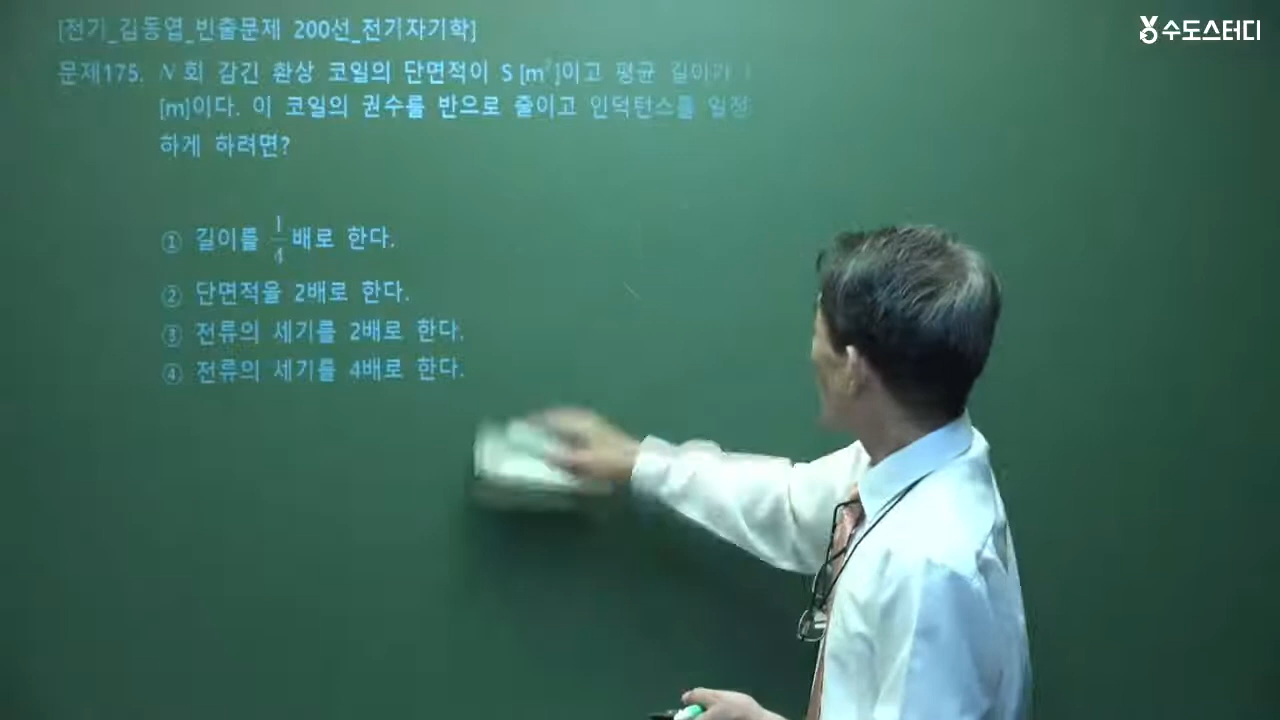 [전기_김동엽_빈출문제 200선_전기자기학]
수도스터디
문제175. N 회 감긴 환상 코일의 단면적이 S [m²]이고 평균 길이가 l
[m]이다. 이 코일의 권수를 반으로 줄이고 인덕턴스를 일정
하게 하려면?
① 길이를 1/4 배로 한다.
② 단면적을 2배로 한다.
③ 전류의 세기를 2배로 한다.
④ 전류의 세기를 4배로 한다.